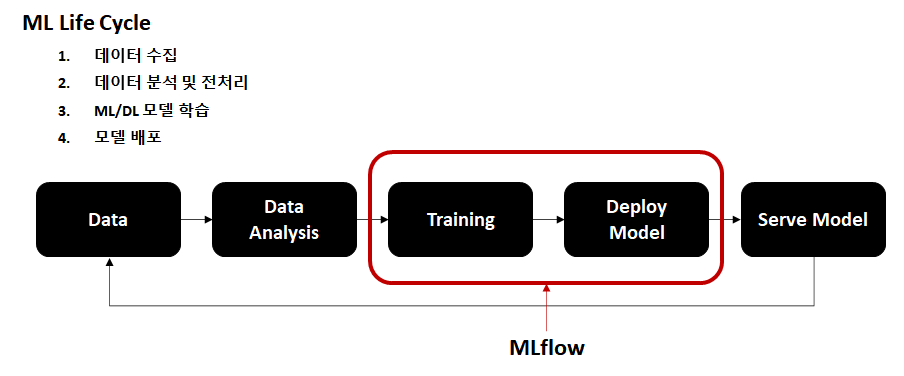 ML Life Cycle
1. 데이터 수집
2. 데이터 분석 및 전처리
3. ML/DL 모델 학습
4. 모델 배포
Data
Data
Analysis
Training
Deploy
Model
Serve Model
MLflow